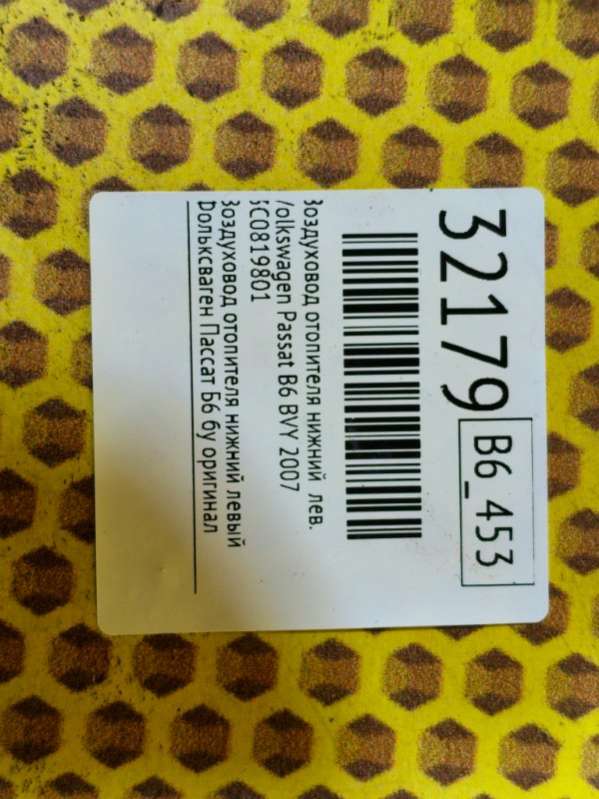 32179
B6_453
Воздуховод отопителя нижний лев.
Volkswagen Passat B6 BVY 2007
3C0819801
Воздуховод отопителя нижний левый
Фольксваген Пассат Б6 бу оригинал